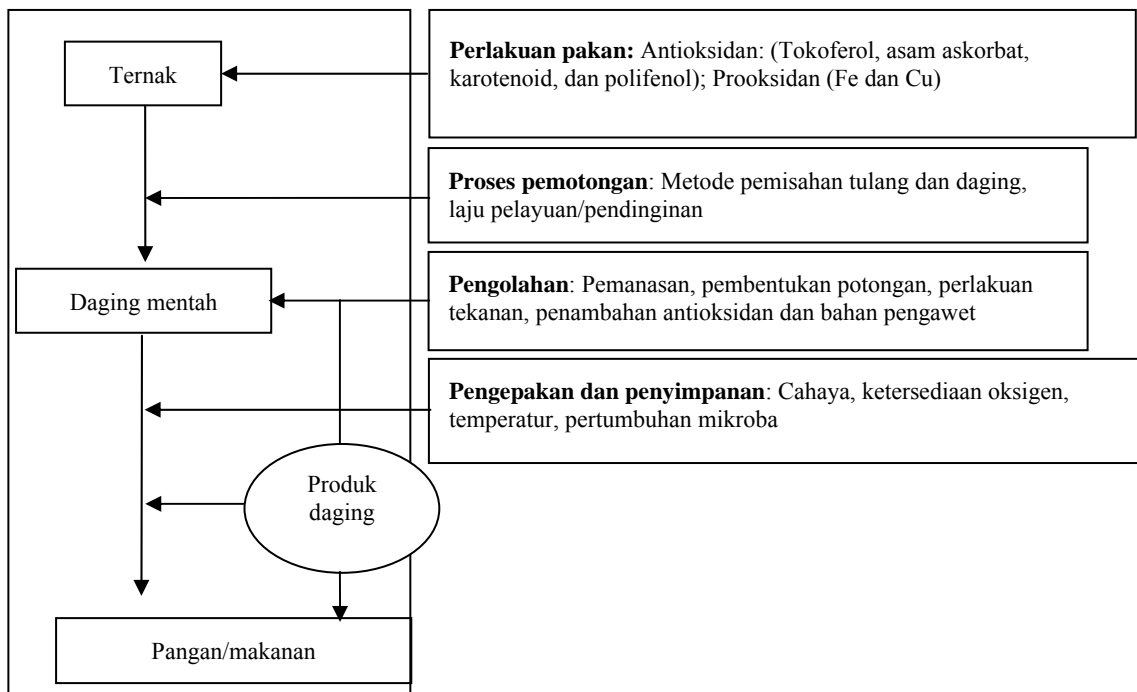 Ternak
Perlakuan pakan: Antioksidan: (Tokoferol, asam askorbat,
karotenoid, dan polifenol); Prooksidan (Fe dan Cu)
Proses pemotongan: Metode pemisahan tulang dan daging,
laju pelayuan/pendinginan
Daging mentah
Pengolahan: Pemanasan, pembentukan potongan, perlakuan
tekanan, penambahan antioksidan dan bahan pengawet
Pengepakan dan penyimpanan: Cahaya, ketersediaan oksigen,
temperatur, pertumbuhan mikroba
Produk
daging
Pangan/makanan